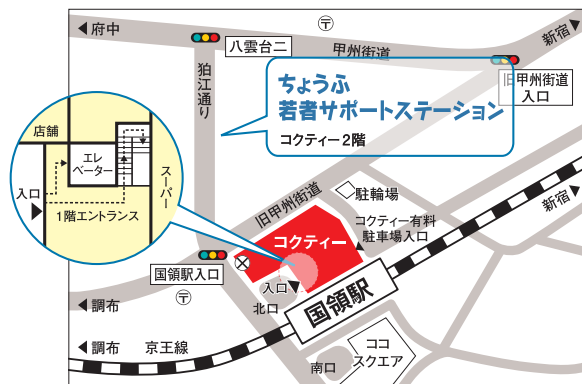 府中
〒
八雲台二
甲州街道
新宿
旧甲州街道
入口
狛江通り
ちょうふ
若者サポートステーション
コクティー2階
店舗
エレ
ベーター
スーパー
入口
1階エントランス
旧甲州街道
駐輪場
コクティー有料
駐車場入口
新宿
コクティー
国領駅入口
〒
入口
北口
国領駅
調布
調布
京王線
南口
ココ
スクエア